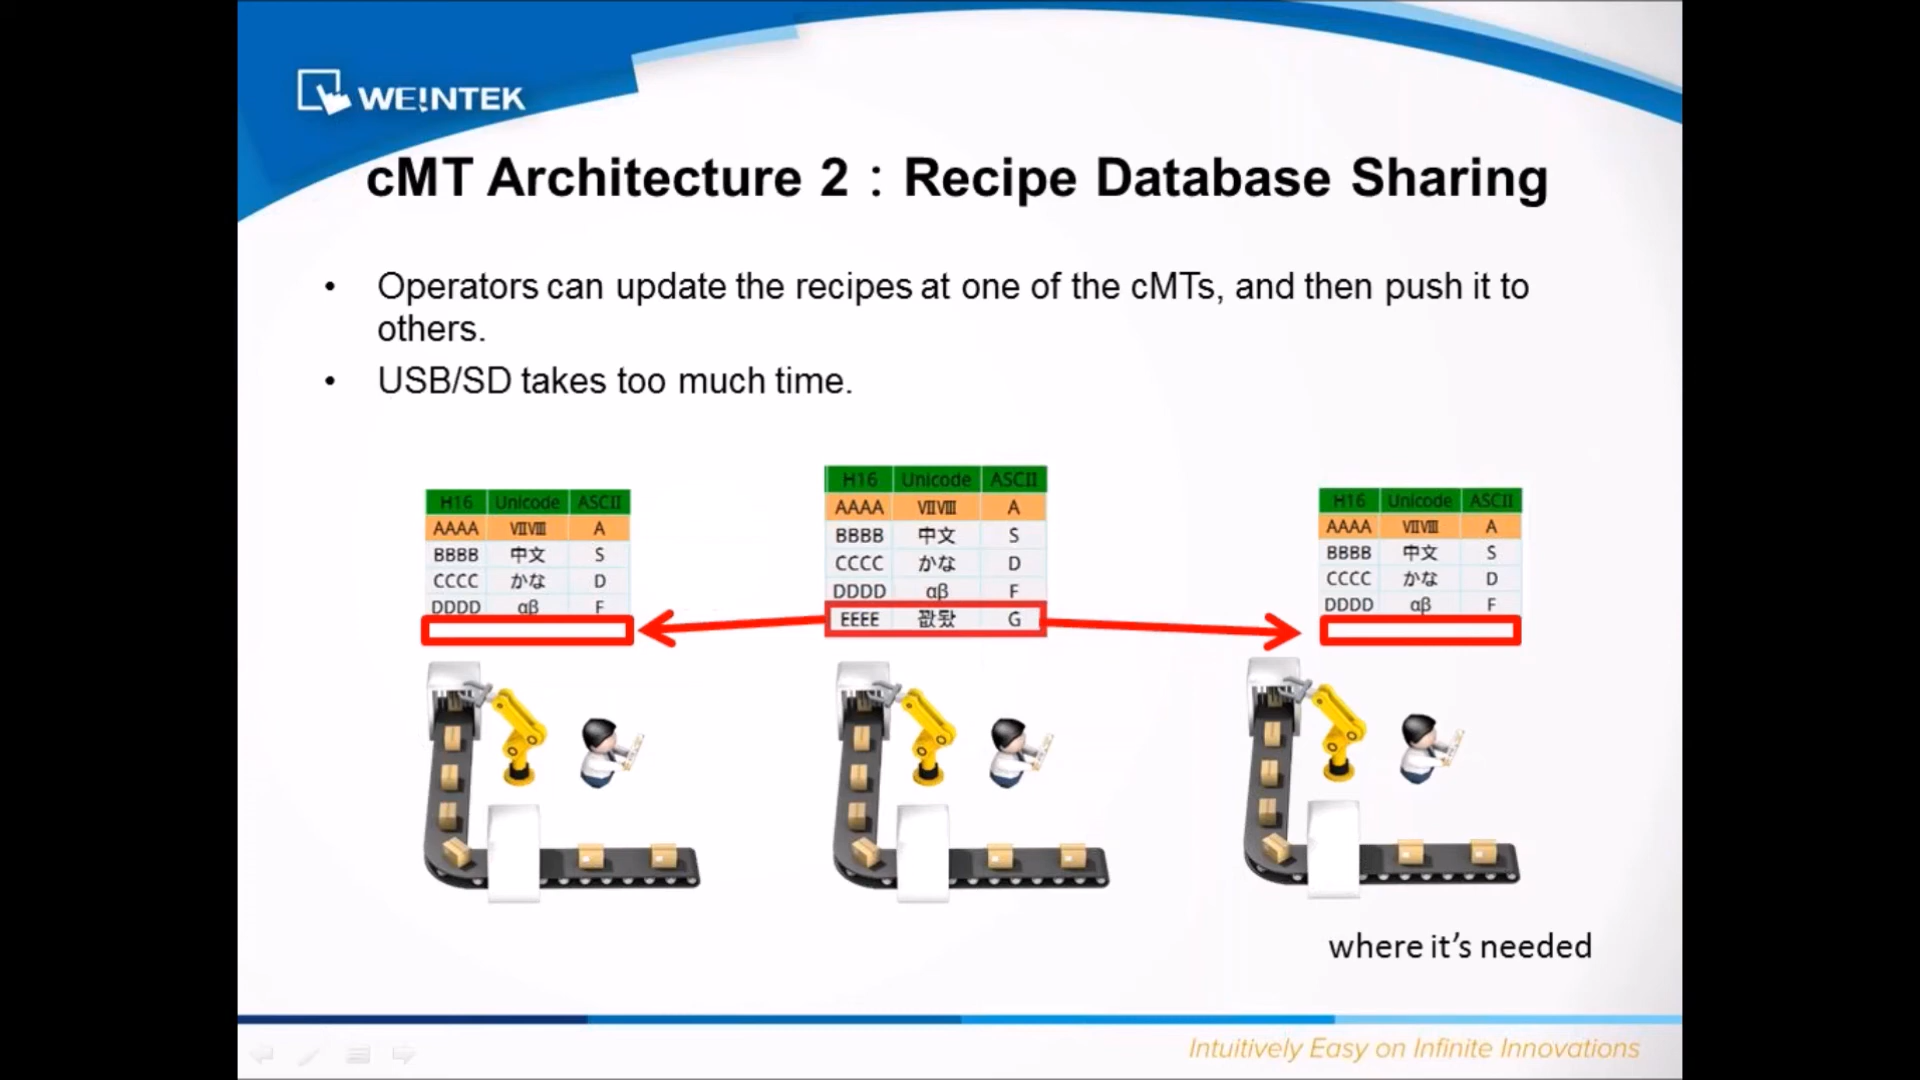 WEINTEK
cMT Architecture 2：Recipe Database Sharing
• Operators can update the recipes at one of the cMTs, and then push it to
others.
• USB/SD takes too much time.
H16 Unicode ASCII
AAAA ⅦⅧ A
BBBB 中文 S
CCCC かな D
DDDD αβ F
H16 Unicode ASCII
AAAA ⅦⅧ A
BBBB 中文 S
CCCC かな D
DDDD αβ F
EEEE G
H16 Unicode ASCII
AAAA ⅦⅧ A
BBBB 中文 S
CCCC かな D
DDDD αβ F
where it's needed
Intuitively Easy on Infinite Innovations